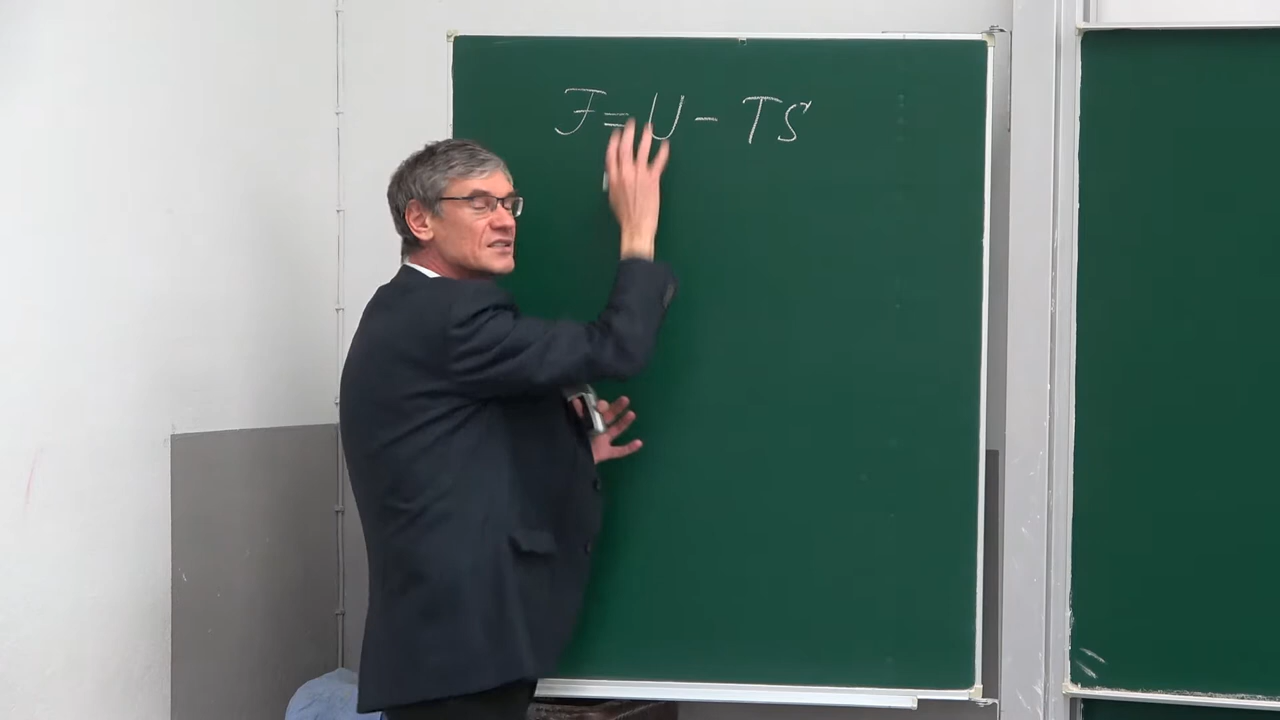 F = U - TS